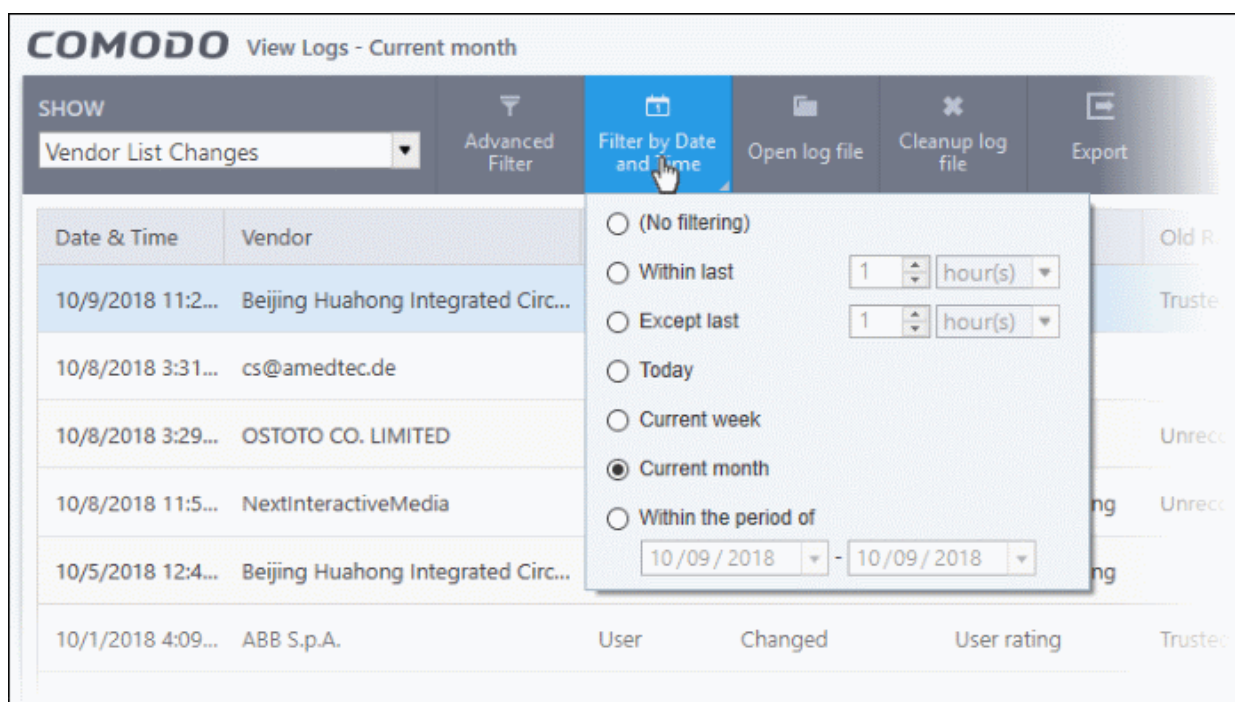 COMODO View Logs - Current month
SHOW
Vendor List Changes
Advanced
Filter
Filter by Date
and Time
Open log file
Cleanup log
file
Export
Date & Time Vendor Old R
10/9/2018 11:2... Beijing Huahong Integrated Circ... Truste
10/8/2018 3:31... cs@amedtec.de
10/8/2018 3:29... OSTOTO CO. LIMITED Unrecc
10/8/2018 11:5... NextInteractiveMedia ng Unrecc
10/5/2018 12:4... Beijing Huahong Integrated Circ... ng
10/1/2018 4:09... ABB S.p.A. User Changed User rating Trusted
(No filtering)
Within last 1 hour(s)
Except last 1 hour(s)
Today
Current week
Current month
Within the period of
10/09/2018 - 10/09/2018